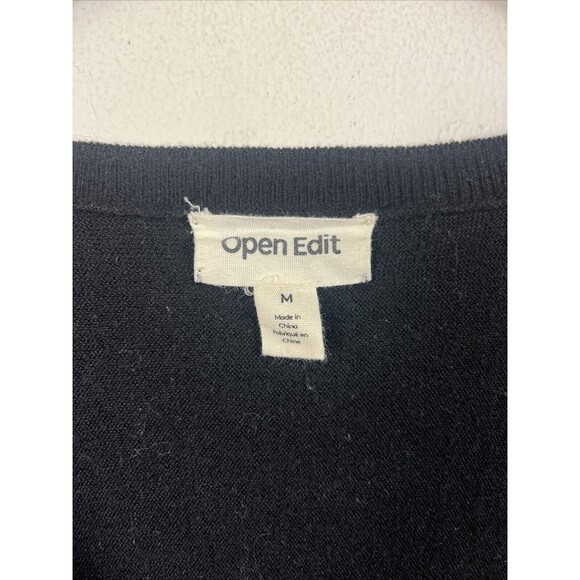 Open Edit
M
Made in
China
Fabriqué en
Chine